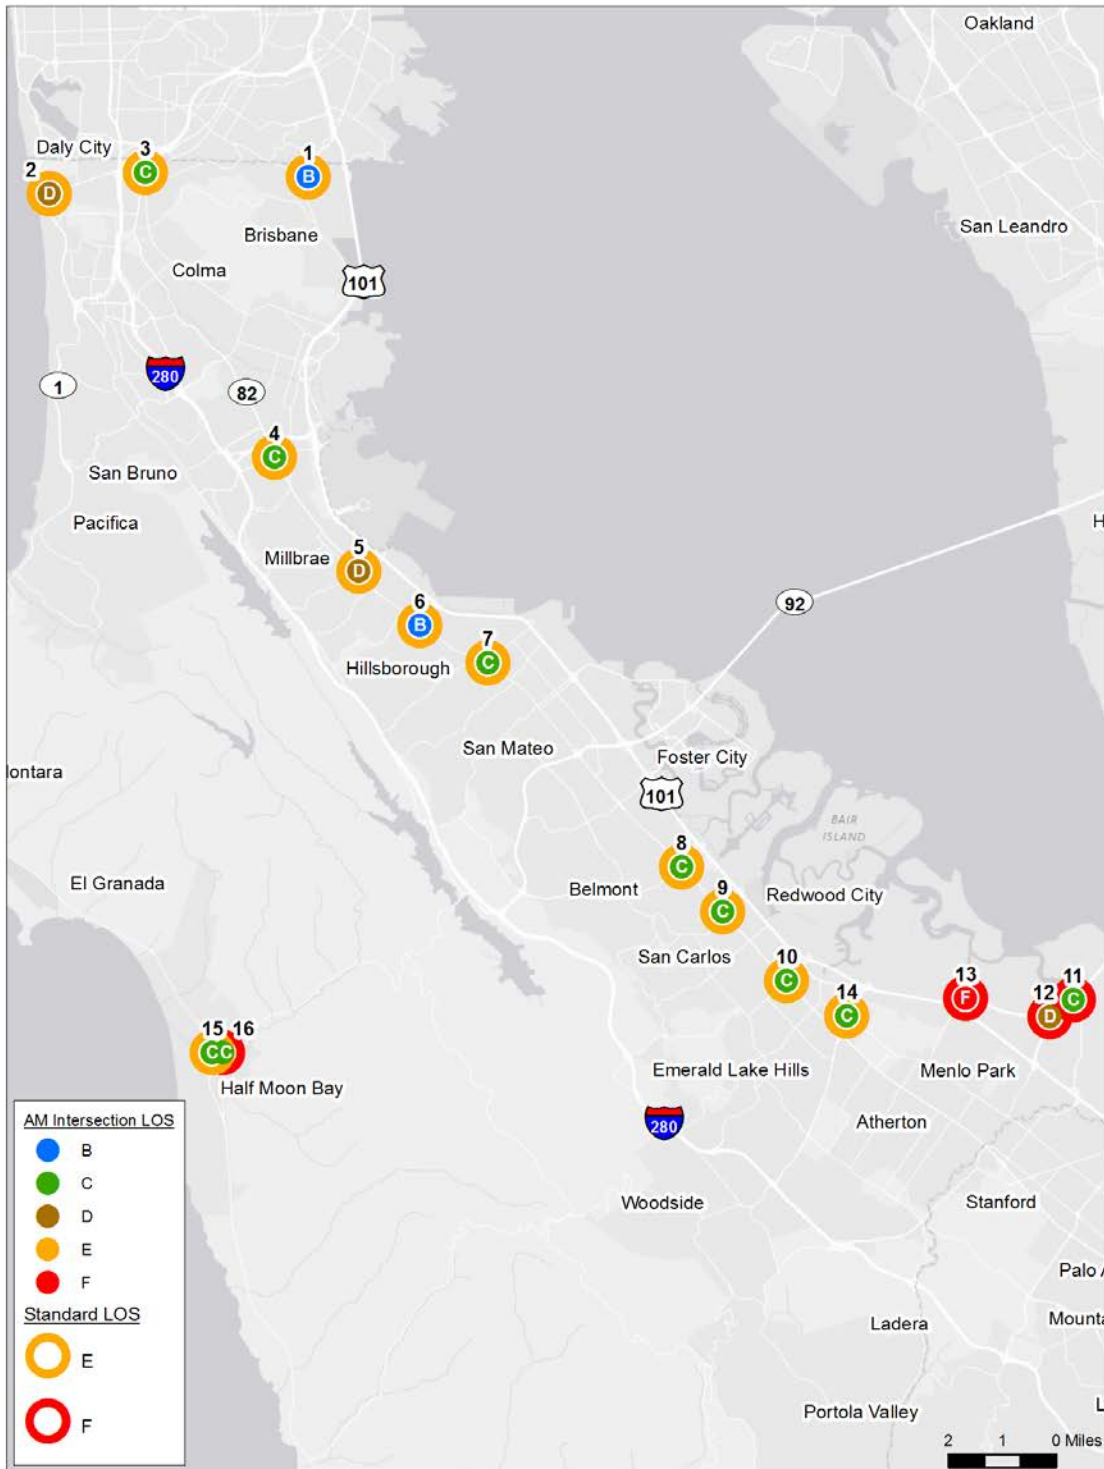 Oakland
Daly City
3
1
2
C
B
D
San Leandro
Brisbane
Colma
101
280
1
82
4
C
San Bruno
Pacifica
H
5
Millbrae
D
6
B
92
7
C
Hillsborough
San Mateo
Foster City
lontara
101
BAIR
ISLAND
8
C
El Granada
Belmont
9
Redwood City
C
San Carlos
10
C
13
F
12
11
D
C
14
C
15
16
C
C
Emerald Lake Hills
Menlo Park
Half Moon Bay
Atherton
280
Woodside
Stanford
Palo A
Mounta
Ladera
L
Portola Valley
AM Intersection LOS
B
C
D
E
F
Standard LOS
E
F
2 1 0 Miles